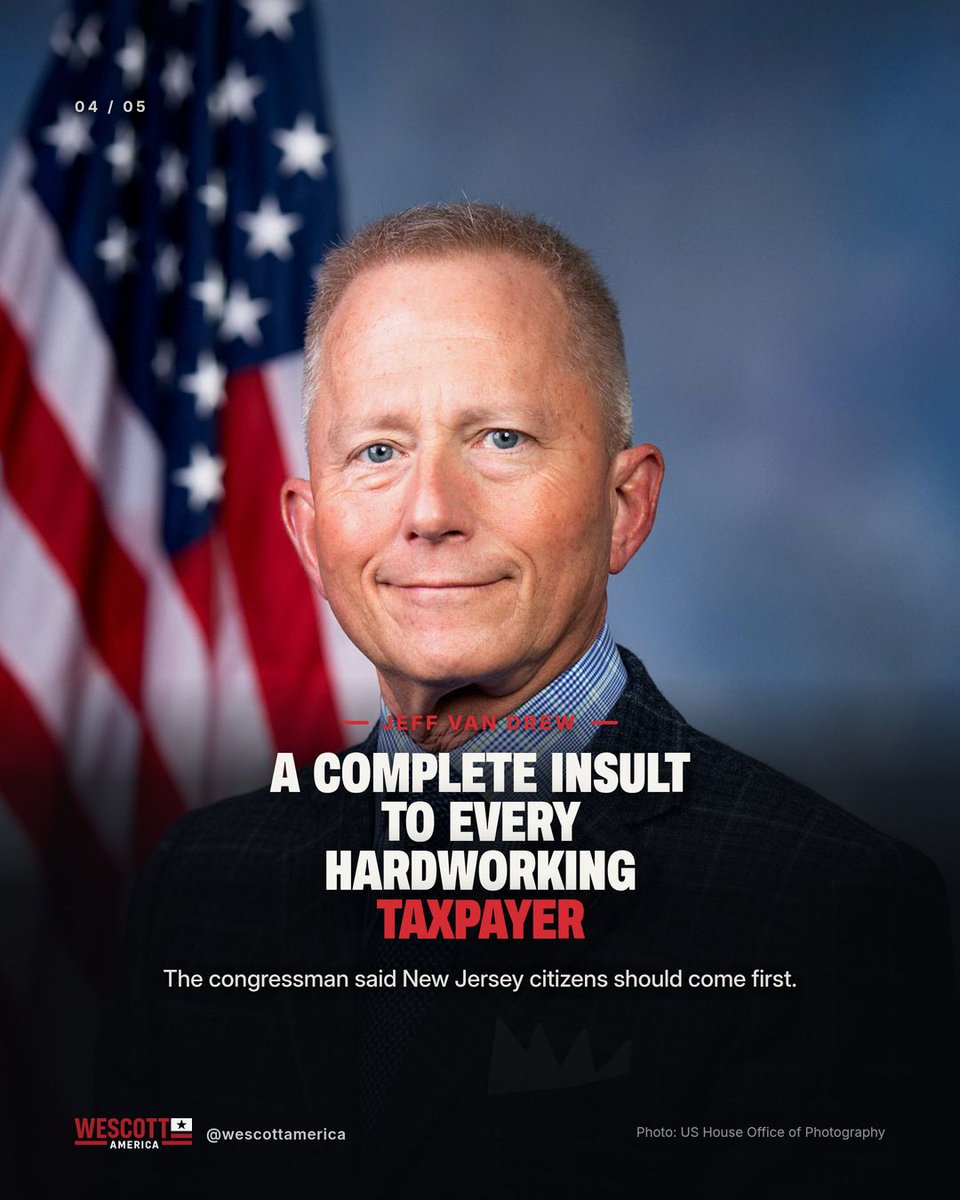 04 / 05
JEFF VAN DREW
A COMPLETE INSULT
TO EVERY
HARDWORKING
TAXPAYER
The congressman said New Jersey citizens should come first.
WESCOTT
AMERICA
@wescottamerica
Photo: US House Office of Photography